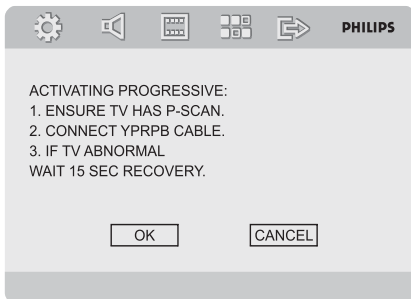 PHILIPS
ACTIVATING PROGRESSIVE:
1. ENSURE TV HAS P-SCAN.
2. CONNECT YPRPB CABLE.
3. IF TV ABNORMAL
WAIT 15 SEC RECOVERY.
OK CANCEL